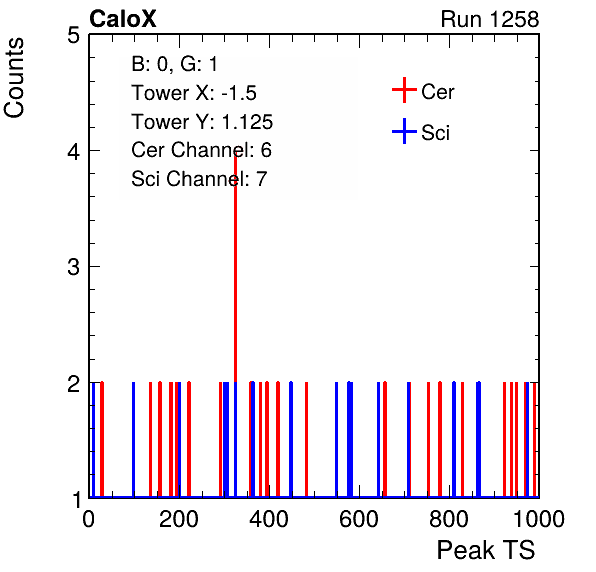 CaloX Run 1258
Counts
B: 0, G: 1
Tower X: -1.5
Tower Y: 1.125
Cer Channel: 6
Sci Channel: 7
Cer
Sci
5
4
3
2
1
0 200 400 600 800 1000
Peak TS